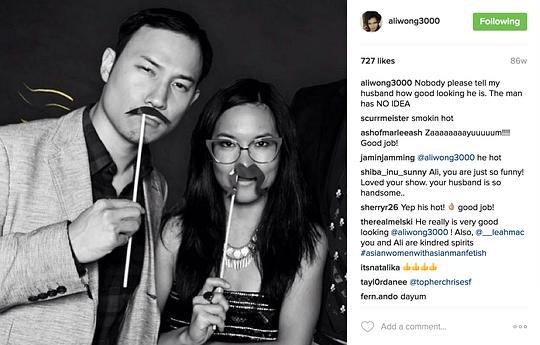 aliwong3000
Following
727 likes
86w
aliwong3000 Nobody please tell my
husband how good looking he is. The man
has NO IDEA
scurrmeister smokin hot
ashofmarleeash Zaaaaaaaayuuuum!!!!
Good job!
jaminjamming @aliwong3000 he hot
shiba_inu_sunny Ali, you are just so funny!
Loved your show. your husband is so
handsome..
sherryr26 Yep his hot! 👌🏼 good job!
therealmelski He really is very good
looking @aliwong3000 ! Also, @__leahmac
you and Ali are kindred spirits
#asianwomenwithasianmanfetish
itsnatalika 👍👍👍👍
tayl0rdanee @topherchrisesf
fern.ando dayum
Add a comment...